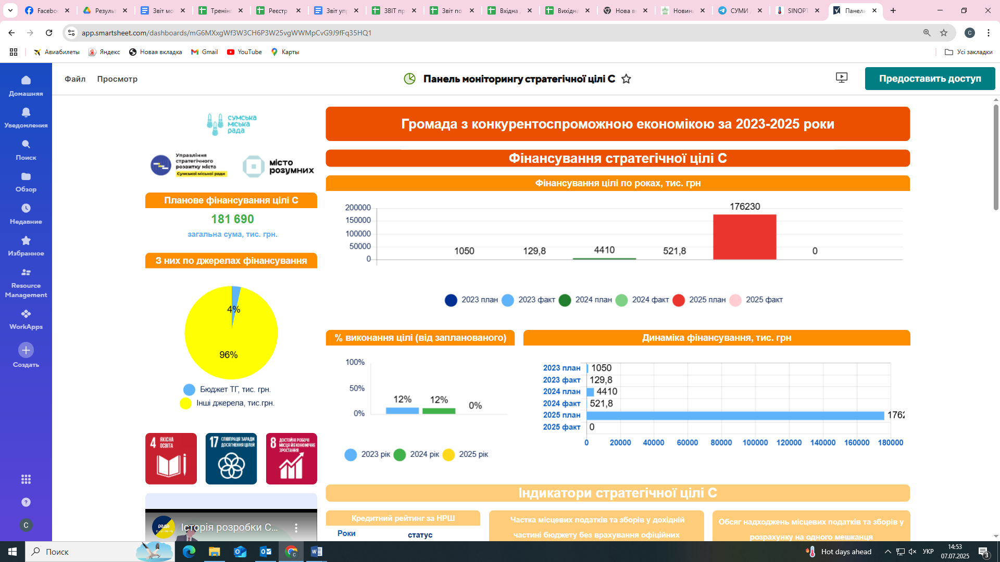 Facebo
Результ
Звіт мо
Тренінг
Реєстр
Звіт упр
ЗВІТ пр
Звіт по
Вхідна
Вихідна
Нова в
Новин
СУМИ
SINOPT
Панель
app.smartsheet.com/dashboards/mG6MXxgWf3W3CH6P3W25vgWWMpCvG9J9fFq35HQ1
С
Авиабилеты
Яндекс
Новая вкладка
Gmail
YouTube
Карты
Усі закладки
Файл
Просмотр
Панель моніторингу стратегічної цілі С
Предоставить доступ
Домашняя
Уведомления
Поиск
Обзор
Недавние
Избранное
Resource
Management
WorkApps
Создать
С
сумська
міська
рада
Управління
стратегічного
розвитку міста
Сумської міської ради
місто
розумних
Планове фінансування цілі С
181 690
загальна сума, тис. грн.
З них по джерелах фінансування
4%
96%
Бюджет ТГ, тис. грн.
Інші джерела, тис.грн.
4 ЯКІСНА
ОСВІТА
17 СПІВПРАЦЯ ЗАРАДИ
ДОСЯГНЕННЯ ЦІЛЕЙ
8 ДОСТОЙНІ РОБОЧІ
МІСЦЯ Й ЕКОНОМІЧНЕ
ЗРОСТАННЯ
рада
Історія розробки С...
Громада з конкурентоспроможною економікою за 2023-2025 роки
Фінансування стратегічної цілі С
Фінансування цілі по роках, тис. грн
200000
150000
100000
50000
0
1050
129,8
4410
521,8
176230
0
2023 план
2023 факт
2024 план
2024 факт
2025 план
2025 факт
% виконання цілі (від запланованого)
100%
50%
0%
12%
12%
0%
2023 рік
2024 рік
2025 рік
Динаміка фінансування, тис. грн
2023 план 1050
2023 факт 129,8
2024 план 4410
2024 факт 521,8
2025 план 1762
2025 факт 0
0 20000 40000 60000 80000 100000 120000 140000 160000 180000
Індикатори стратегічної цілі С
Кредитний рейтинг за НРШ
Роки
статус
Частка місцевих податків та зборів у дохідній
частині бюджету без врахування офіційних
Обсяг надходжень місцевих податків та зборів у
розрахунку на одного мешканця
Поиск
Hot days ahead
УКР
14:53
07.07.2025
3